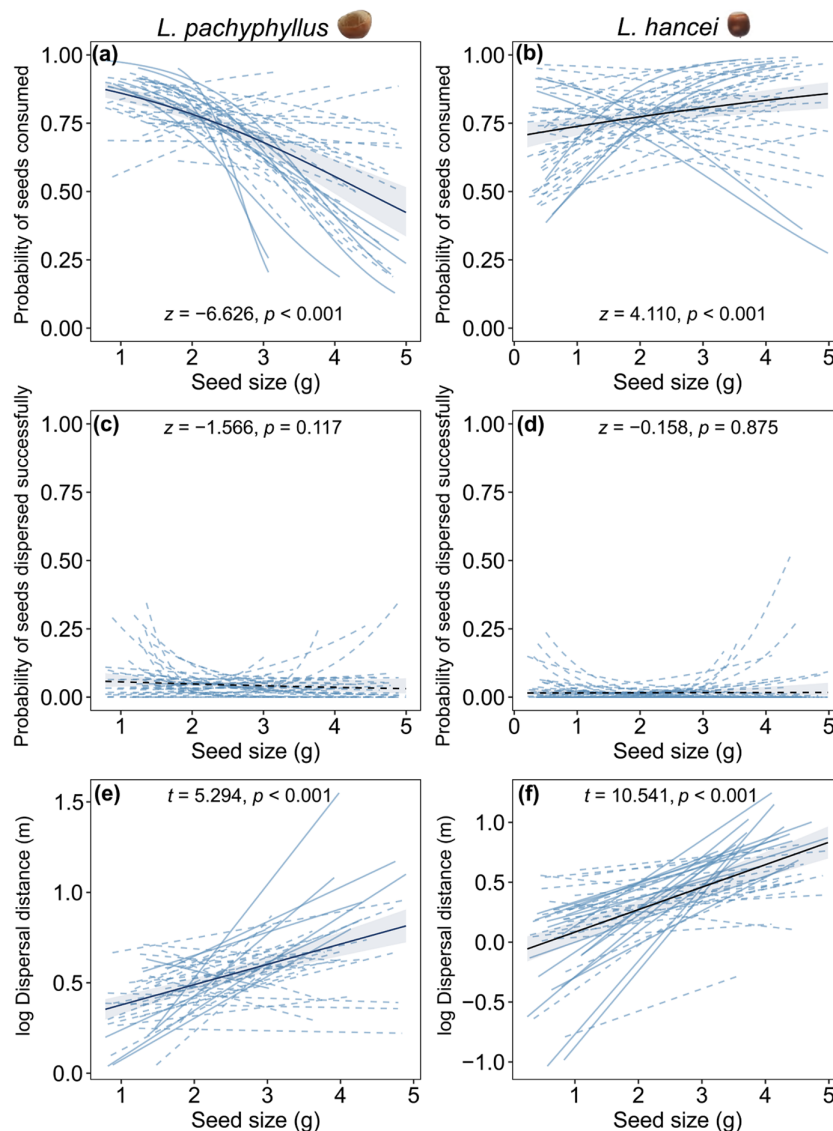 L. pachyphyllus
L. hancei
(a)
1.00
0.75
0.50
0.25
0.00
Probability of seeds consumed
z = −6.626, p < 0.001
1 2 3 4 5
Seed size (g)
(b)
1.00
0.75
0.50
0.25
0.00
Probability of seeds consumed
z = 4.110, p < 0.001
0 1 2 3 4 5
Seed size (g)
(c)
z = −1.566, p = 0.117
1.00
0.75
0.50
0.25
0.00
Probability of seeds dispersed successfully
1 2 3 4 5
Seed size (g)
(d)
z = −0.158, p = 0.875
1.00
0.75
0.50
0.25
0.00
Probability of seeds dispersed successfully
0 1 2 3 4 5
Seed size (g)
(e)
t = 5.294, p < 0.001
1.5
1.0
0.5
0.0
log Dispersal distance (m)
1 2 3 4 5
Seed size (g)
(f)
t = 10.541, p < 0.001
1.0
0.5
0.0
−0.5
−1.0
log Dispersal distance (m)
1 2 3 4 5
Seed size (g)